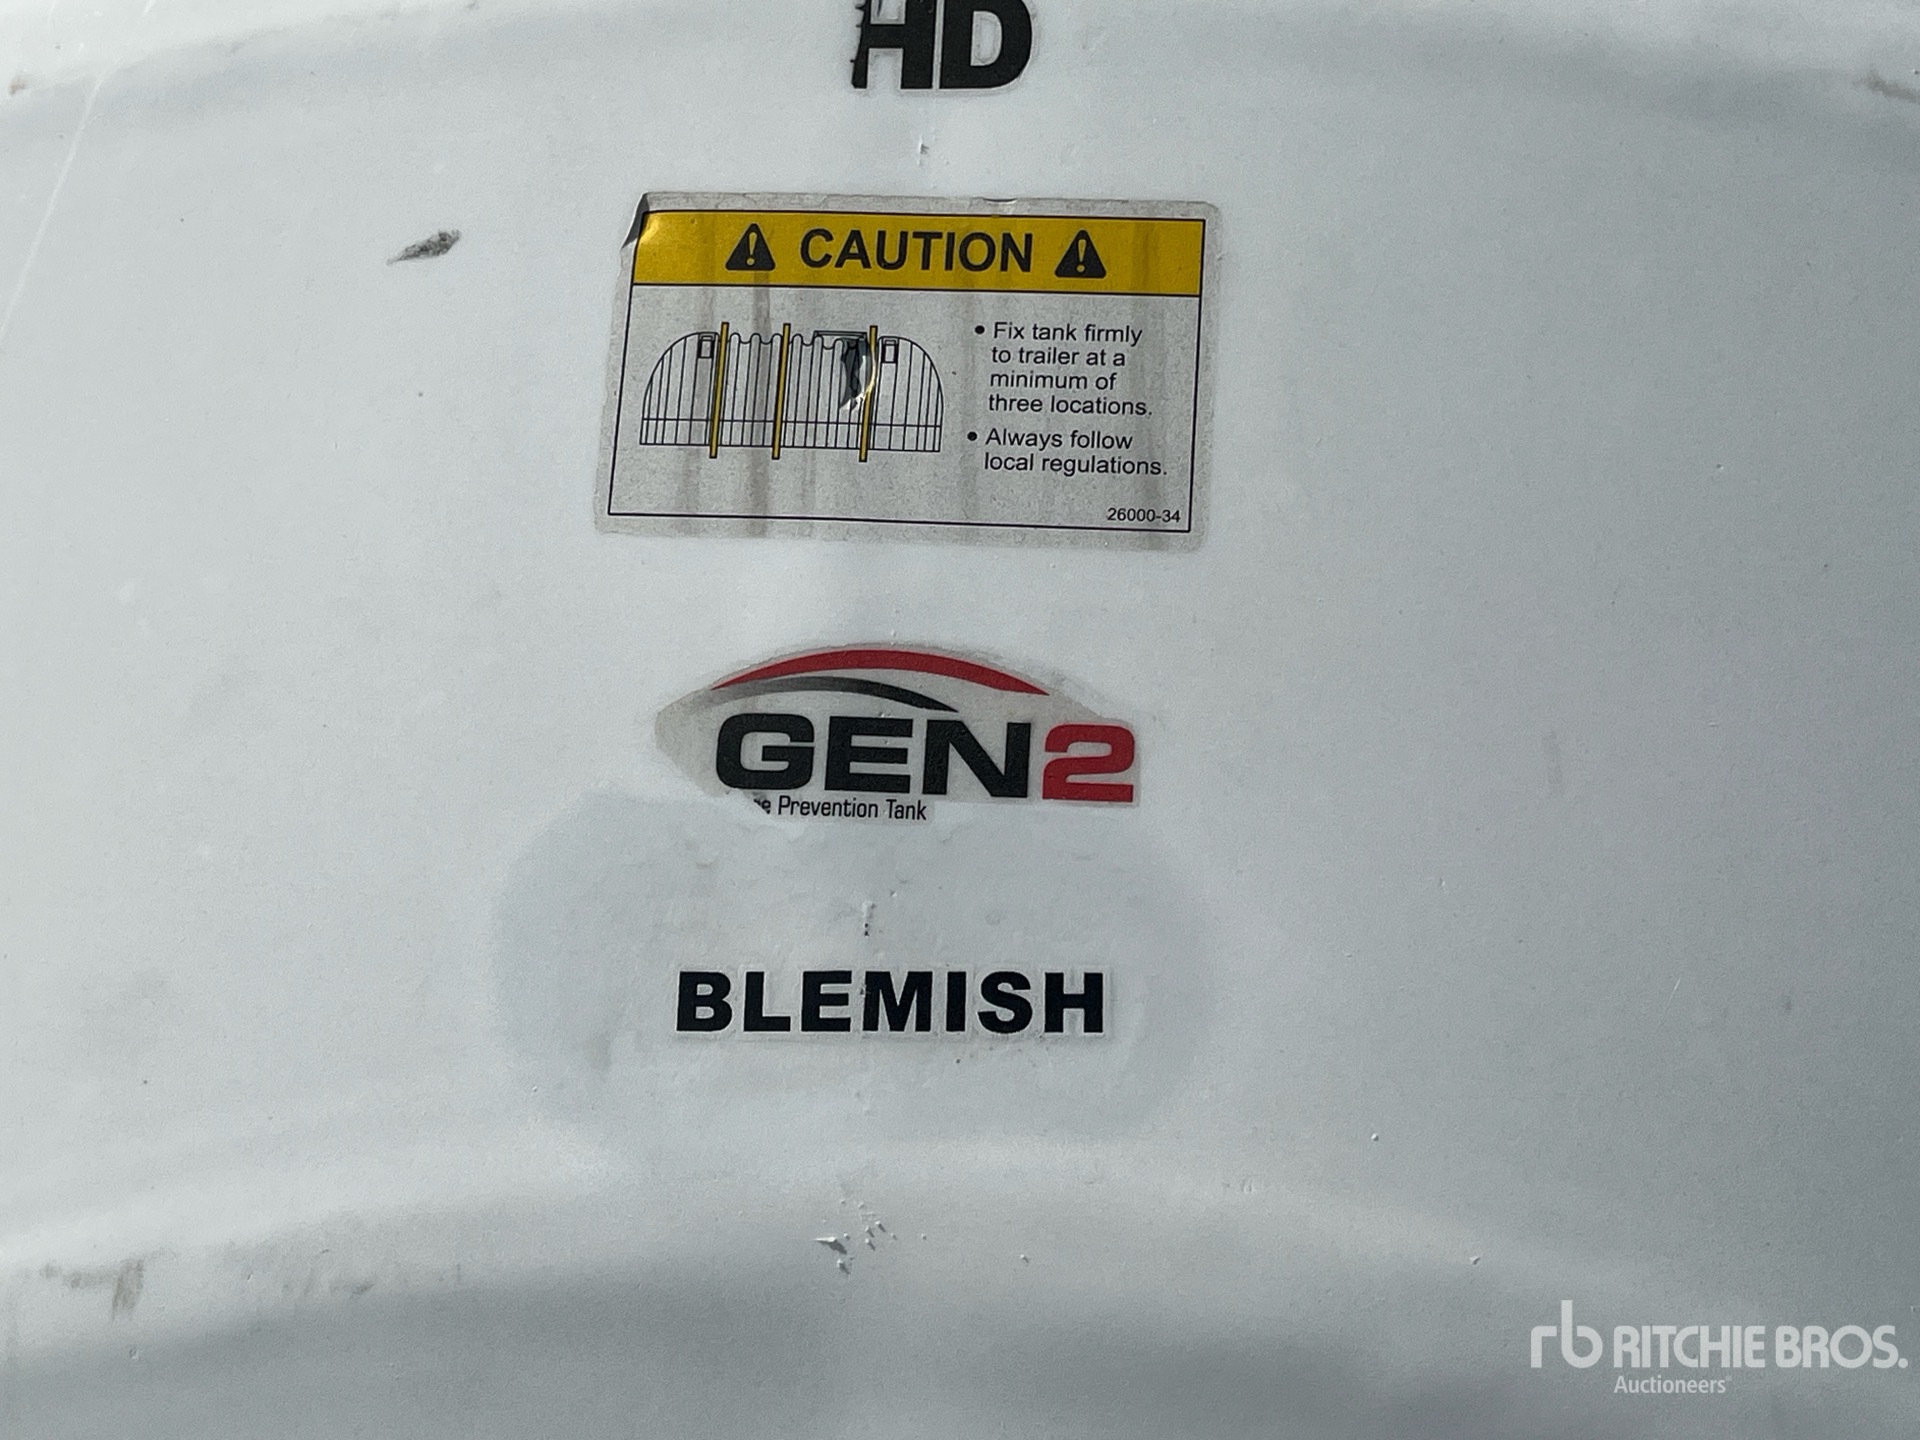 HD
CAUTION
• Fix tank firmly
to trailer at a
minimum of
three locations.
• Always follow
local regulations.
26000-34
GEN2
Prevention Tank
BLEMISH
rb RITCHIE BROS.
Auctioneers